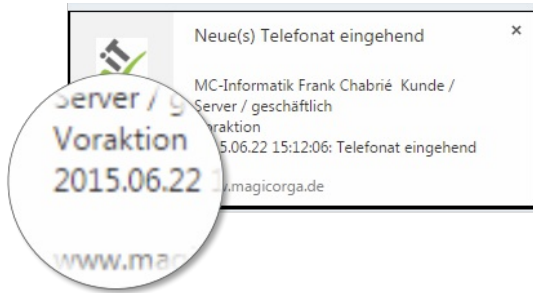 iT
Neue(s) Telefonat eingehend
×
MC-Informatik Frank Chabrié Kunde /
Server / geschäftlich
Voraktion
2015.06.22 15:12:06: Telefonat eingehend
www.magicorga.de
Server / g
Voraktion
2015.06.22
www.mag